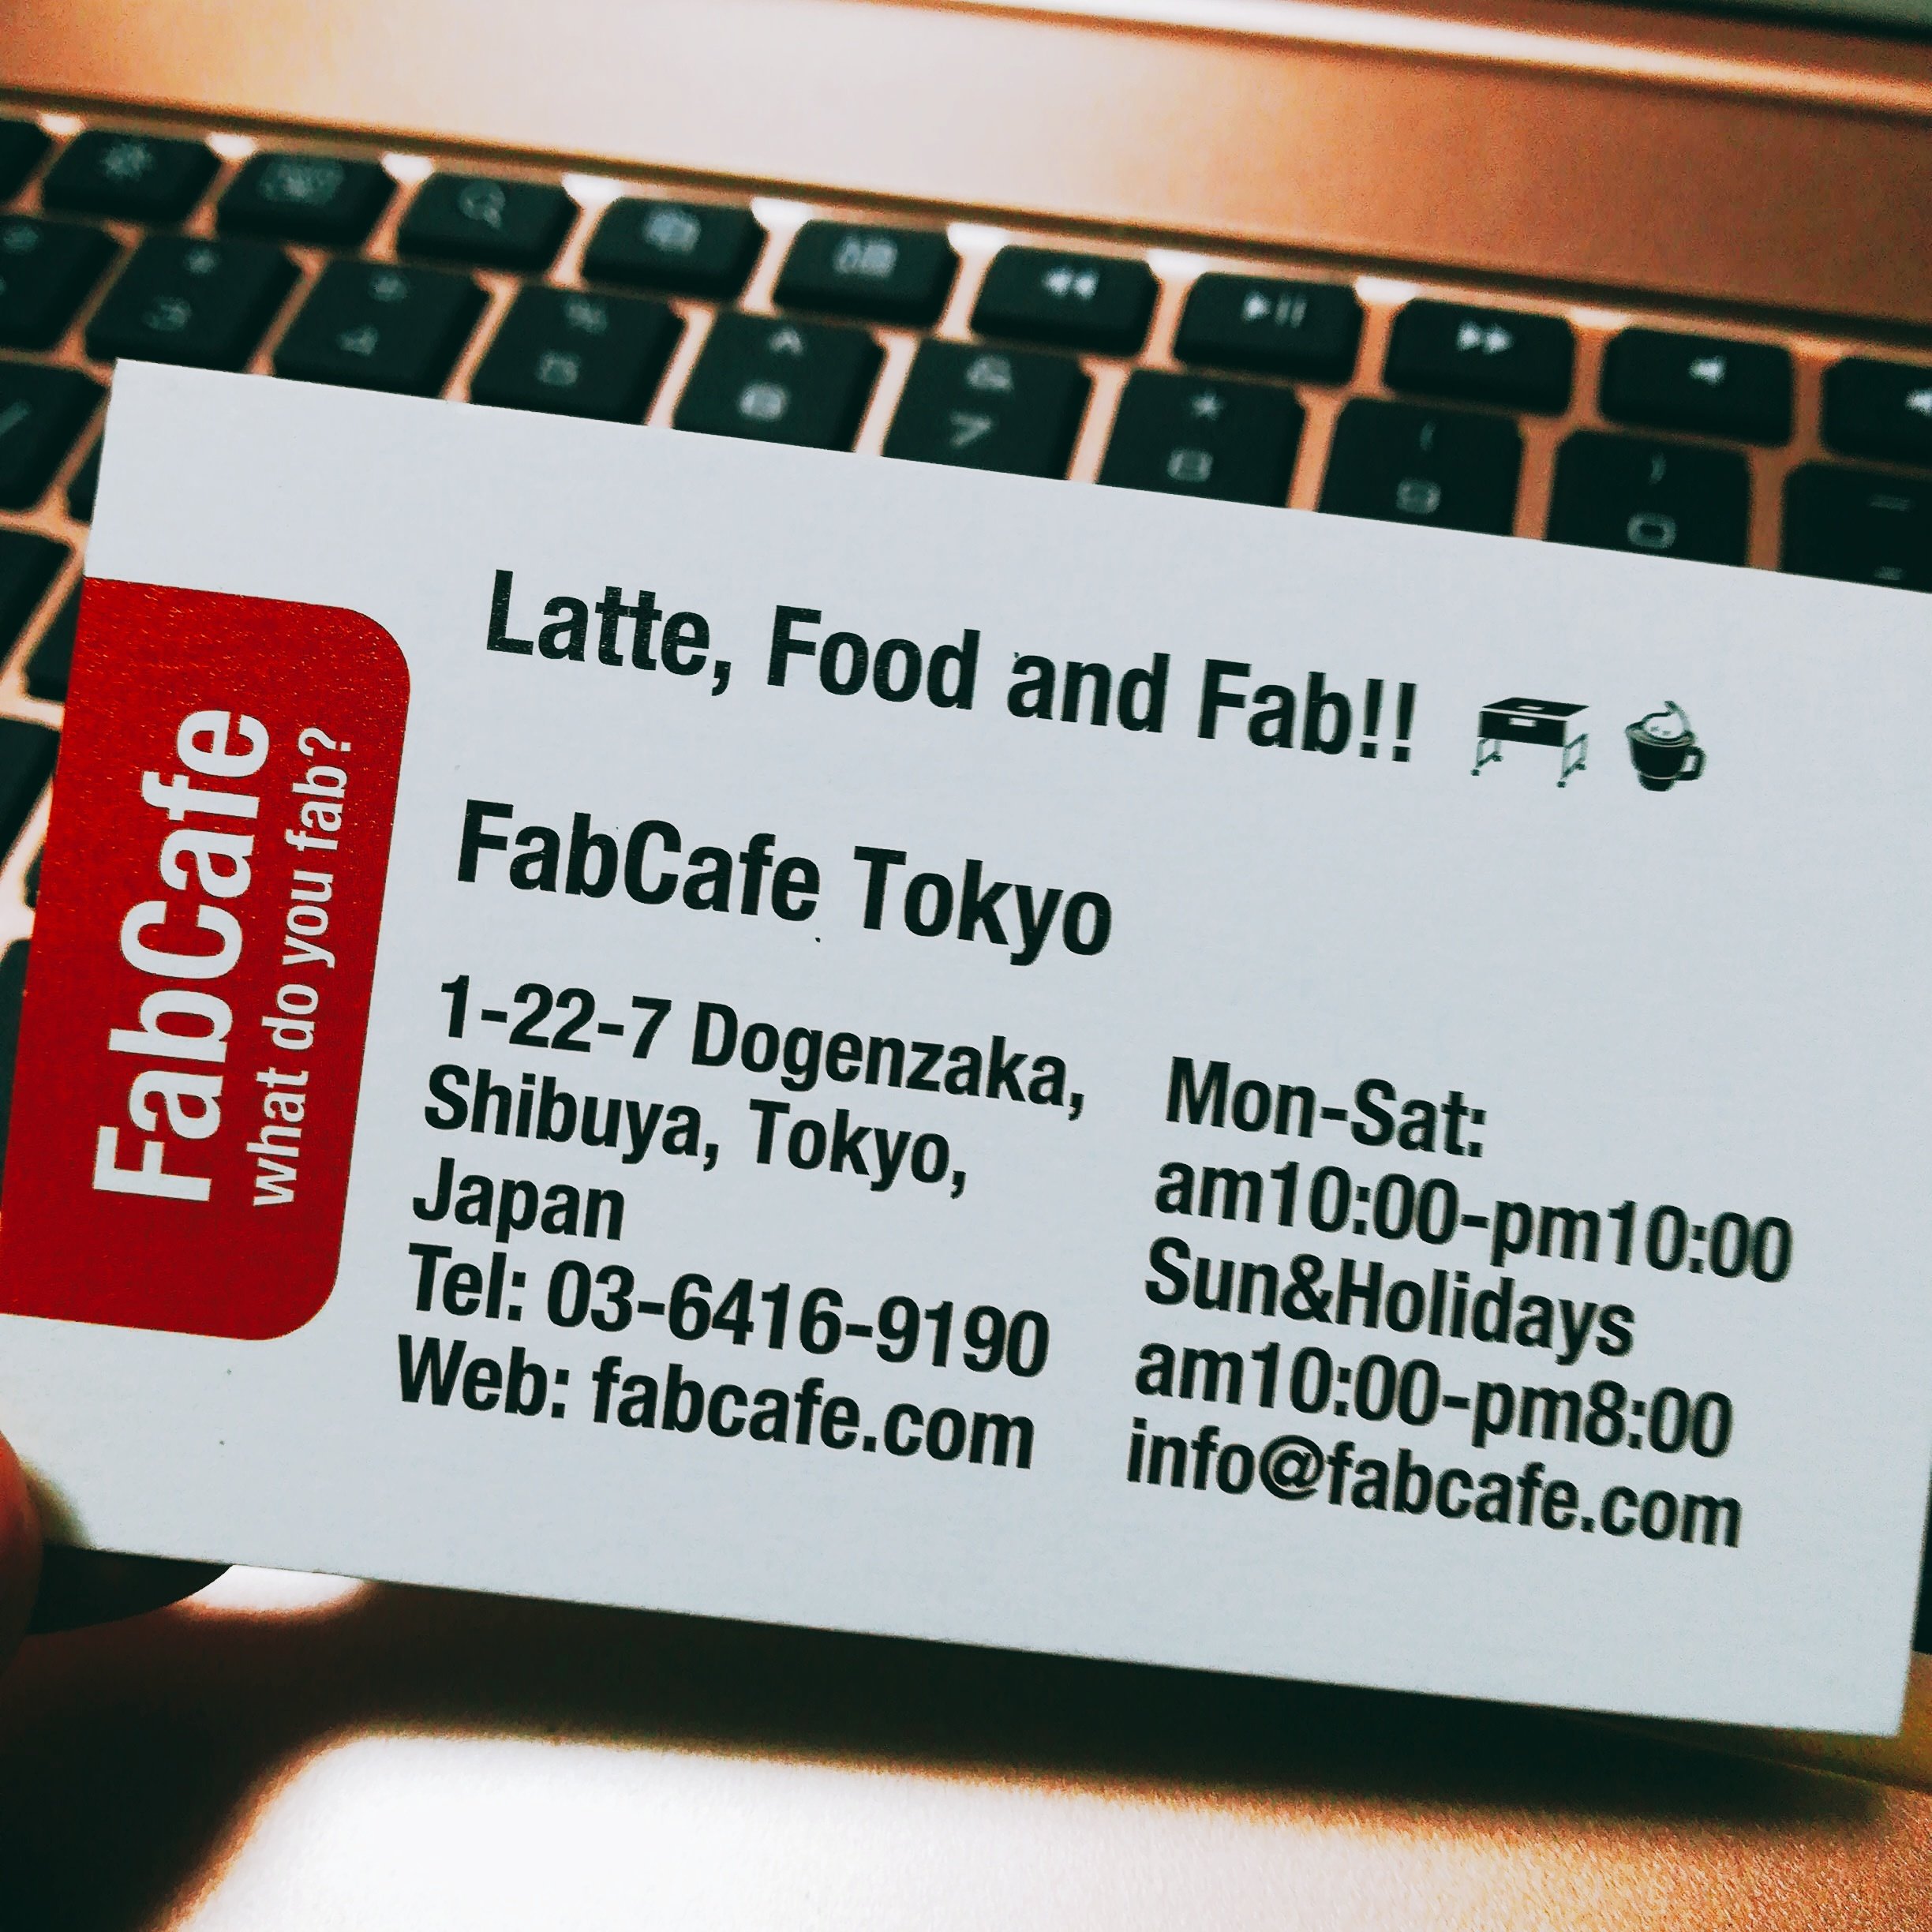 FabCafe
what do you fab?
Latte, Food and Fab!!
FabCafe Tokyo
1-22-7 Dogenzaka,
Shibuya, Tokyo,
Japan
Tel: 03-6416-9190
Web: fabcafe.com
Mon-Sat:
am10:00-pm10:00
Sun&Holidays
am10:00-pm8:00
info@fabcafe.com